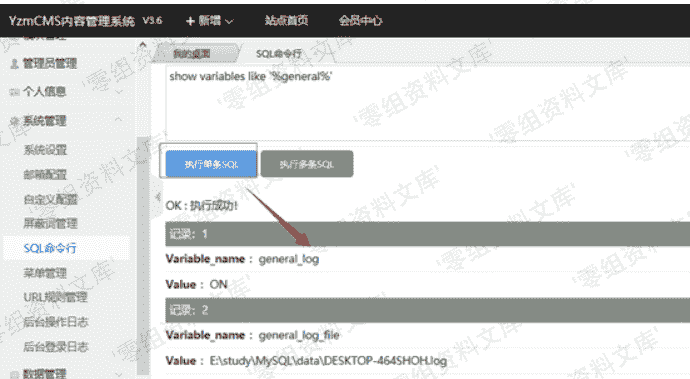 YzmCMS内容管理系统 V3.6 + 新增 站点首页 会员中心
管理员管理
个人信息
系统管理
系统设置
邮箱配置
自定义配置
屏蔽词管理
SQL命令行
菜单管理
URL规则管理
后台操作日志
后台登录日志
数据管理
我的桌面 SQL命令行
show variables like '%general%'
执行单条SQL 执行多条SQL
OK : 执行成功!
记录: 1
Variable_name : general_log
Value : ON
记录: 2
Variable_name : general_log_file
Value : E:\study\MySQL\data\DESKTOP-464SHOH.log
'零组资料文库'